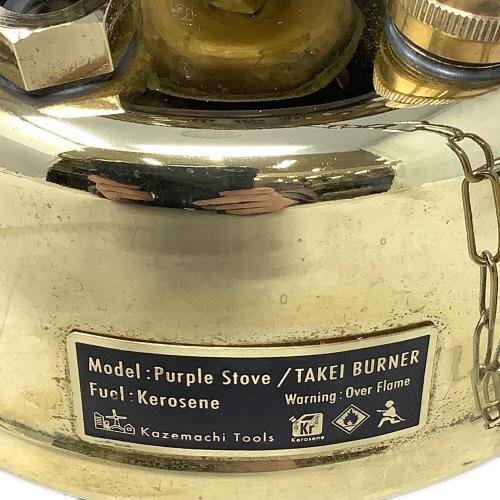 Model:Purple Stove / TAKEI BURNER
Fuel:Kerosene
Warning:Over Flame
Kazemachi Tools
Kr
Kerosene